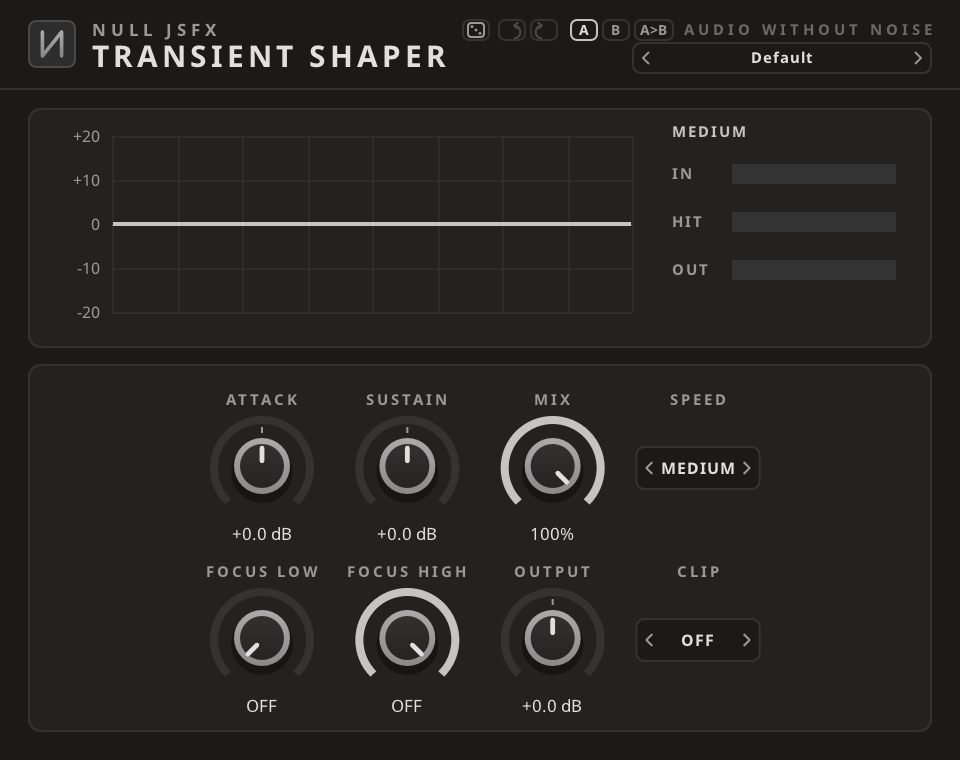 NULL JSFX
TRANSIENT SHAPER
A B A>B AUDIO WITHOUT NOISE
Default
+20
+10
0
-10
-20
MEDIUM
IN
HIT
OUT
ATTACK SUSTAIN MIX SPEED
MEDIUM
+0.0 dB +0.0 dB 100%
FOCUS LOW FOCUS HIGH OUTPUT CLIP
OFF
OFF OFF +0.0 dB